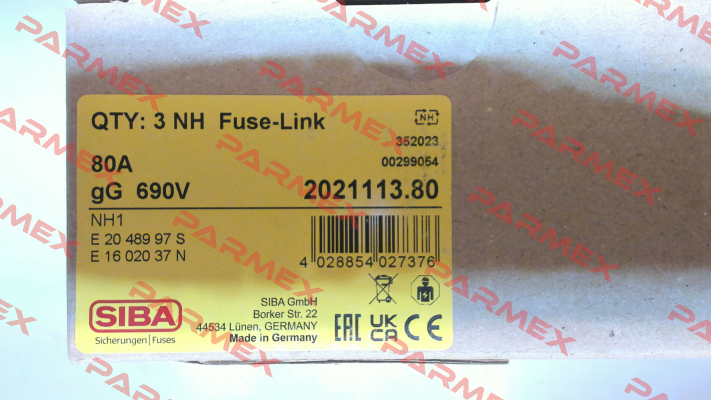 QTY: 3 NH Fuse-Link
NH
352023
80A
00299054
gG 690V
2021113.80
NH1
E 20 489 97 S
E 16 020 37 N
4 028854 027376
SIBA
Sicherungen | Fuses
SIBA GmbH
Borker Str. 22
44534 Lünen, GERMANY
Made in Germany
EAC
UK
CA
CE
PARMEX
PARMEX
PARMEX
PARMEX
PARMEX
PARMEX
PARMEX
PARMEX
PARMEX